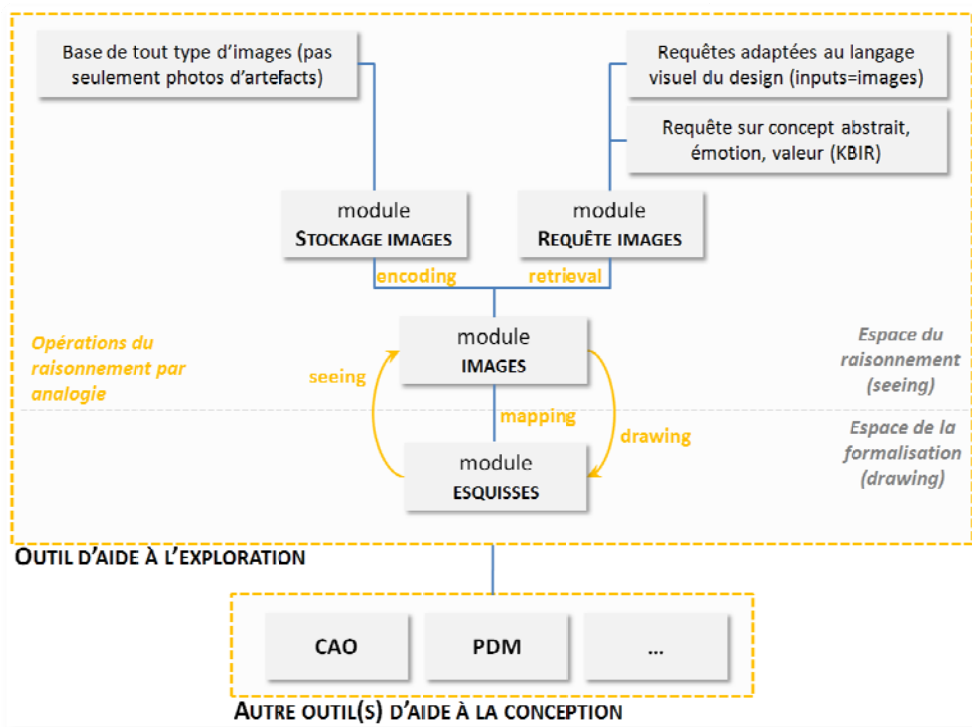 Base de tout type d'images (pas
seulement photos d'artefacts)
Requêtes adaptées au langage
visuel du design (inputs=images)
Requête sur concept abstrait,
émotion, valeur (KBIR)
module
STOCKAGE IMAGES
module
REQUÊTE IMAGES
encoding
retrieval
Opérations du
raisonnement par
analogie
module
IMAGES
seeing
Espace du
raisonnement
(seeing)
mapping
drawing
Espace de la
formalisation
(drawing)
module
ESQUISSES
OUTIL D'AIDE À L'EXPLORATION
CAO
PDM
...
AUTRE OUTIL(S) D'AIDE À LA CONCEPTION